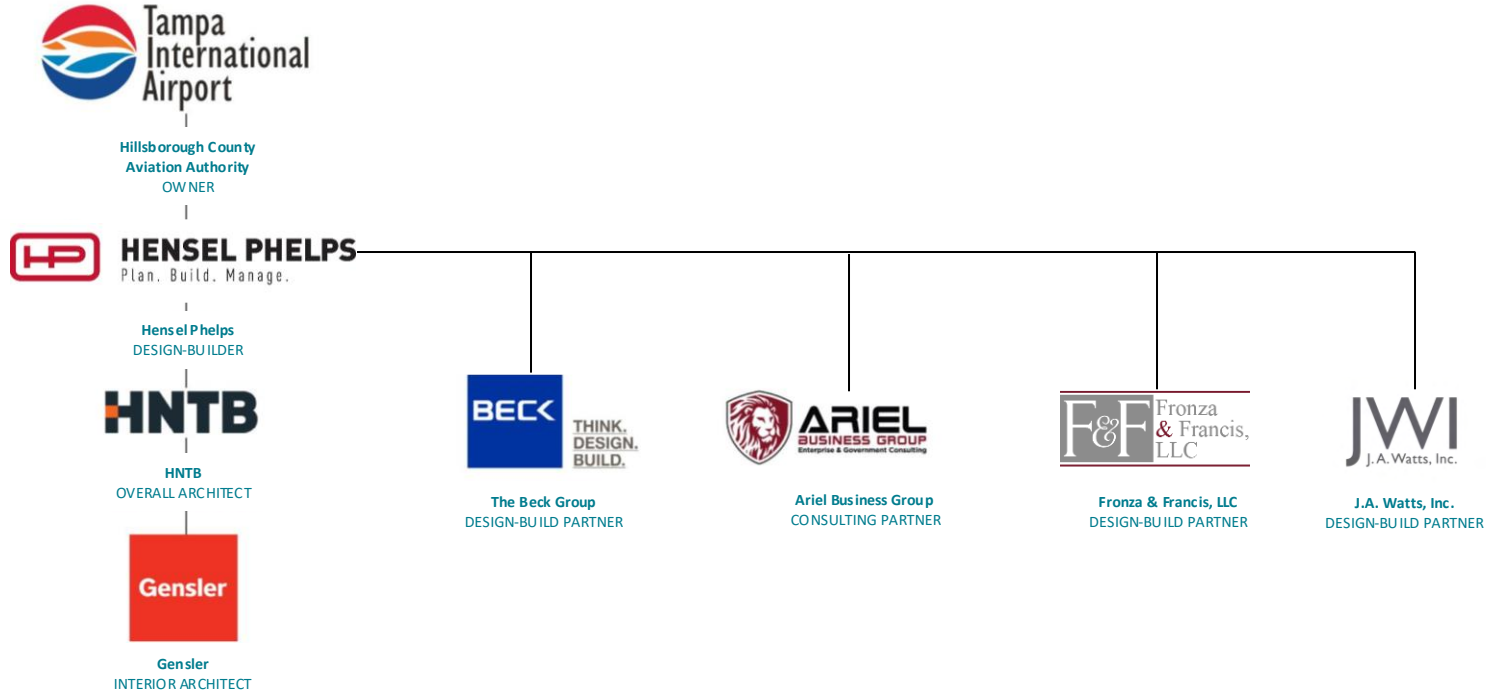 Tampa
International
Airport
Hillsborough County
Aviation Authority
OWNER
HP
HENSEL PHELPS
Plan. Build. Manage.
Hensel Phelps
DESIGN-BUILDER
HNTB
HNTB
OVERALL ARCHITECT
Gensler
Gensler
INTERIOR ARCHITECT
BECK
THINK.
DESIGN.
BUILD.
The Beck Group
DESIGN-BUILD PARTNER
ARIEL
BUSINESS GROUP
Enterprise & Government Consulting
Ariel Business Group
CONSULTING PARTNER
F&F
Fronza
& Francis,
LLC
Fronza & Francis, LLC
DESIGN-BUILD PARTNER
JWI
J. A. Watts, Inc.
J.A. Watts, Inc.
DESIGN-BUILD PARTNER